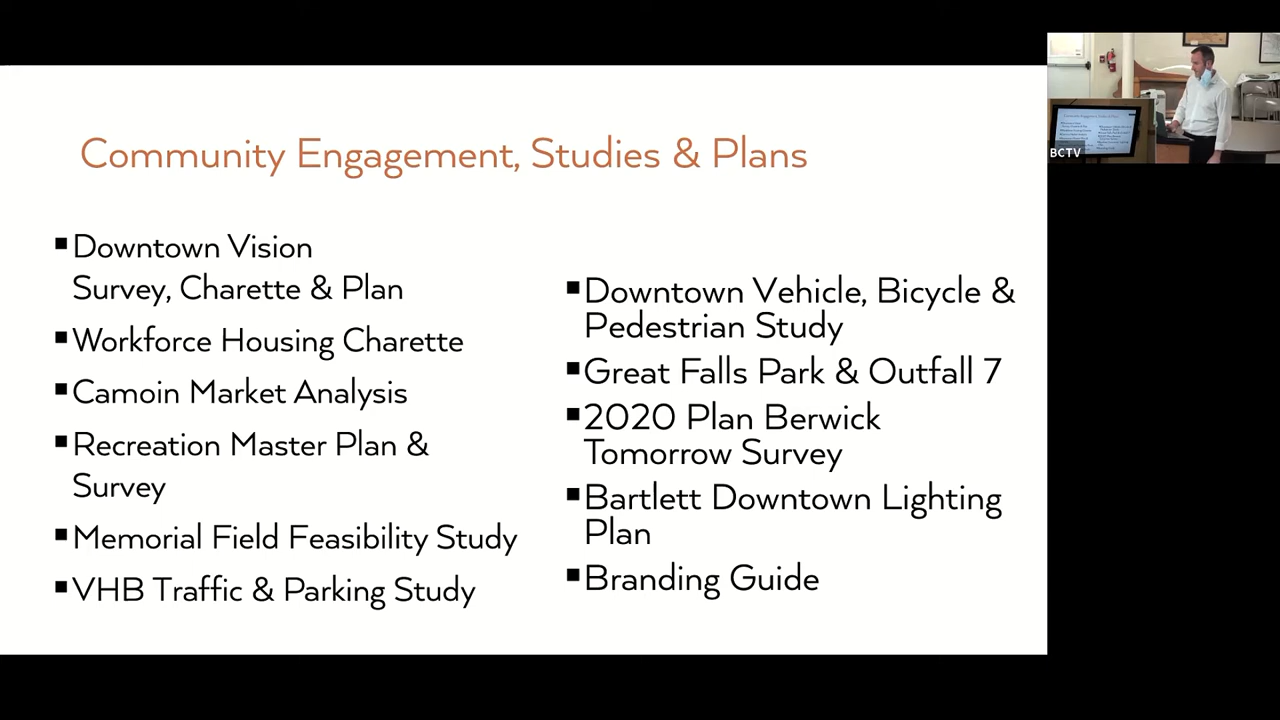 Community Engagement, Studies & Plans
▪Downtown Vision
Survey, Charette & Plan
▪Workforce Housing Charette
▪Camoin Market Analysis
▪Recreation Master Plan &
Survey
▪Memorial Field Feasibility Study
▪VHB Traffic & Parking Study
▪Downtown Vehicle, Bicycle &
Pedestrian Study
▪Great Falls Park & Outfall 7
▪2020 Plan Berwick
Tomorrow Survey
▪Bartlett Downtown Lighting
Plan
▪Branding Guide
BCTV